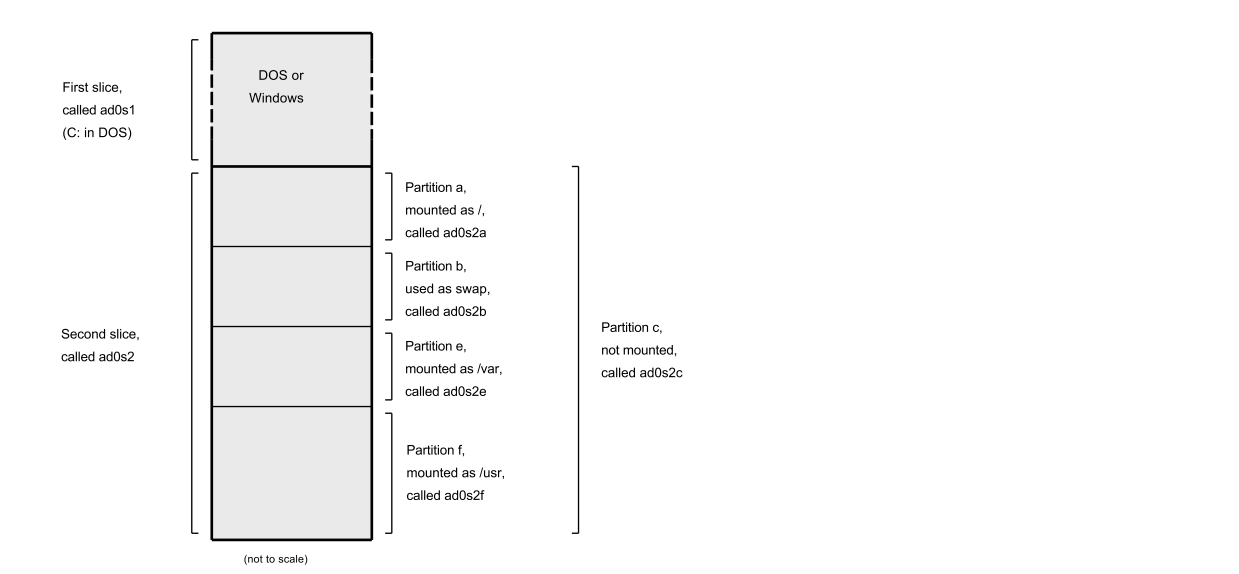 DOS or
Windows
First slice,
called ad0s1
(C: in DOS)
Partition a,
mounted as /,
called ad0s2a
Partition b,
used as swap,
called ad0s2b
Second slice,
called ad0s2
Partition c,
not mounted,
called ad0s2c
Partition e,
mounted as /var,
called ad0s2e
Partition f,
mounted as /usr,
called ad0s2f
(not to scale)